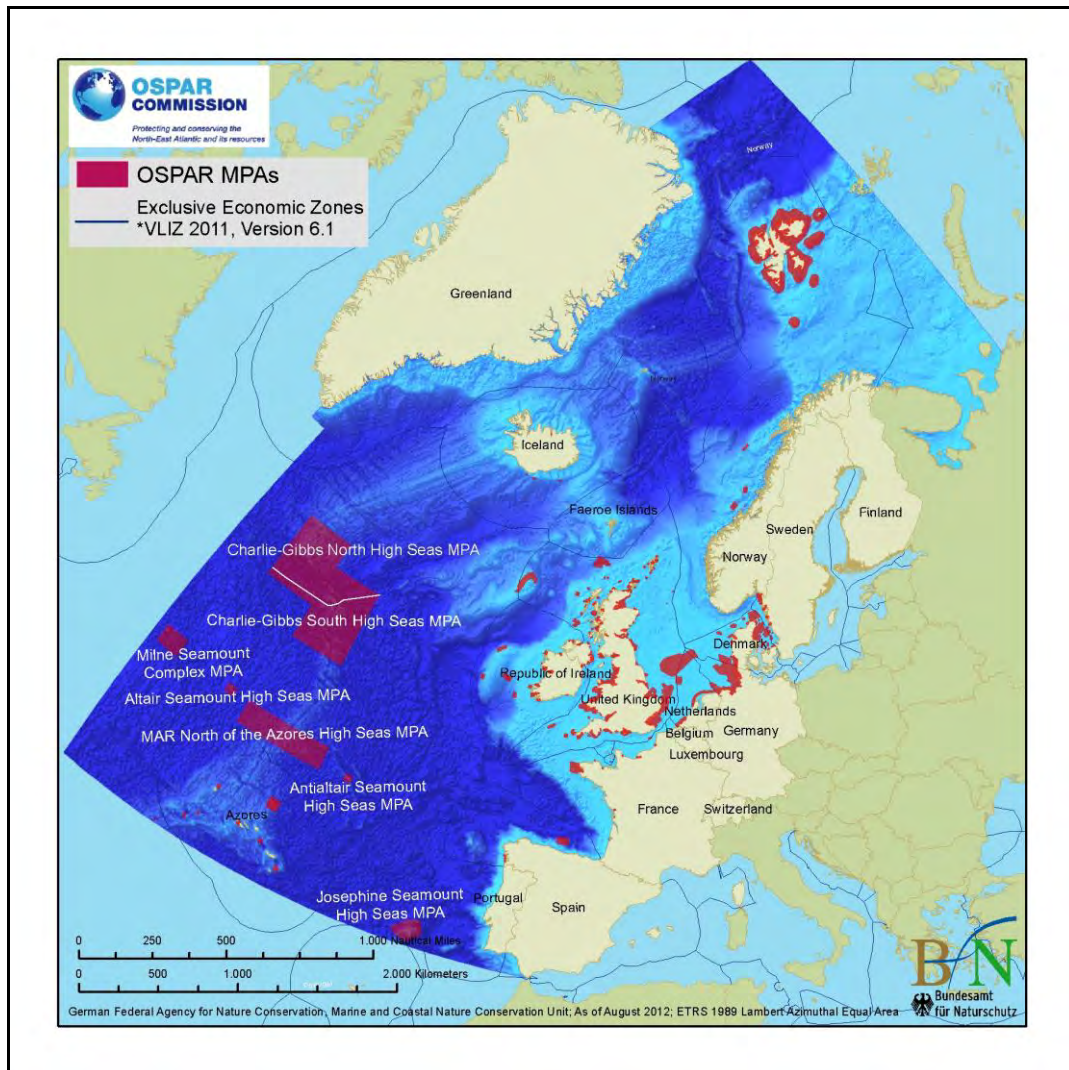 OSPAR
COMMISSION
Protecting and conserving the
North-East Atlantic and its resources
OSPAR MPAs
Exclusive Economic Zones
*VLIZ 2011, Version 6.1
Norway
Greenland
Iceland
Faeroe Islands
Finland
Sweden
Norway
Charlie-Gibbs North High Seas MPA
Charlie-Gibbs South High Seas MPA
Milne Seamount
Complex MPA
Altair Seamount High Seas MPA
MAR North of the Azores High Seas MPA
Antialtair Seamount
High Seas MPA
Azores
Josephine Seamount
High Seas MPA
Denmark
Republic of Ireland
United Kingdom
Netherlands
Belgium
Germany
Luxembourg
France
Switzerland
Portugal
Spain
0 250 500 1.000 Nautical Miles
0 500 1.000 2.000 Kilometers
BfN
Bundesamt
für Naturschutz
German Federal Agency for Nature Conservation, Marine and Coastal Nature Conservation Unit; As of August 2012; ETRS 1989 Lambert Azimuthal Equal Area